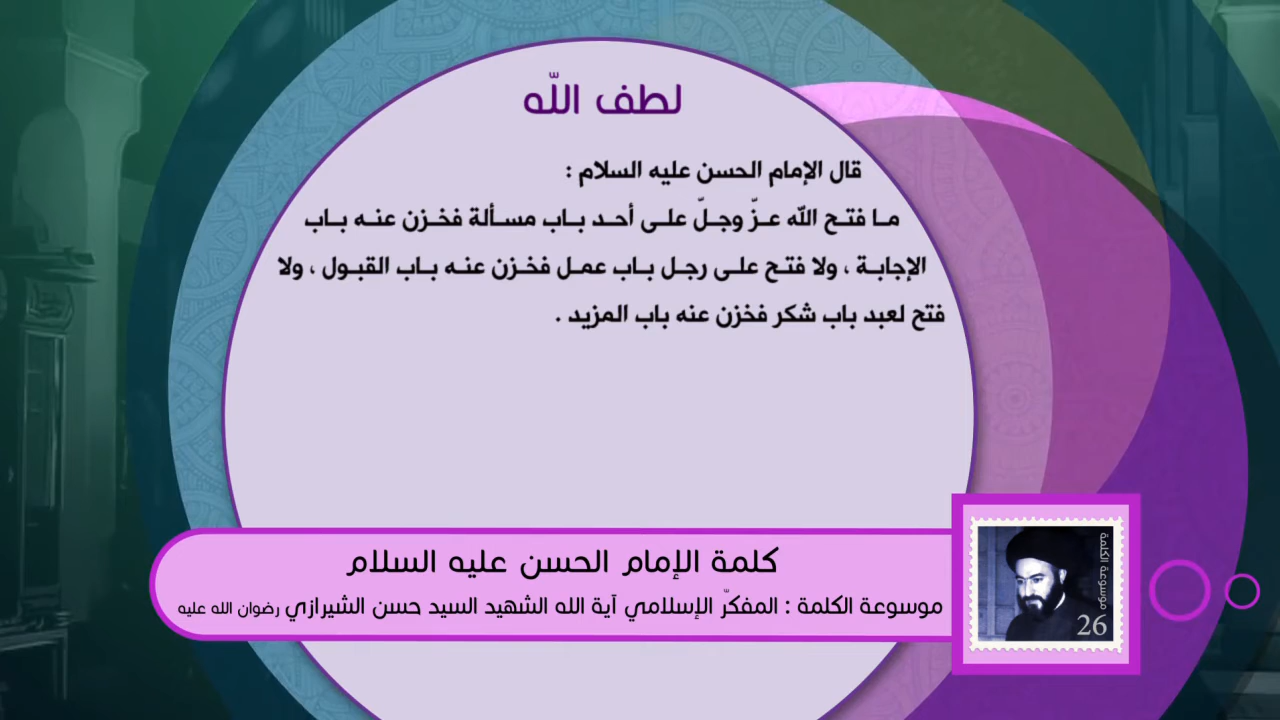 لطف اللّه
قال الإمام الحسن عليه السلام :
مـا فتـح اللّه عـزّ وجـلّ علـى أحـد بـاب مسـألة فخـزن عنـه بـاب
الإجابـة ، ولا فتـح علـى رجـل بـاب عمـل فخـزن عنـه بـاب القبـول ، ولا
فتح لعبد باب شكر فخزن عنه باب المزيد .
كلمة الإمام الحسن عليه السلام
موسوعة الكلمة : المفكّر الإسلامي آية الله الشهيد السيد حسن الشيرازي رضوان الله عليه
موسوعة الكلمة
26